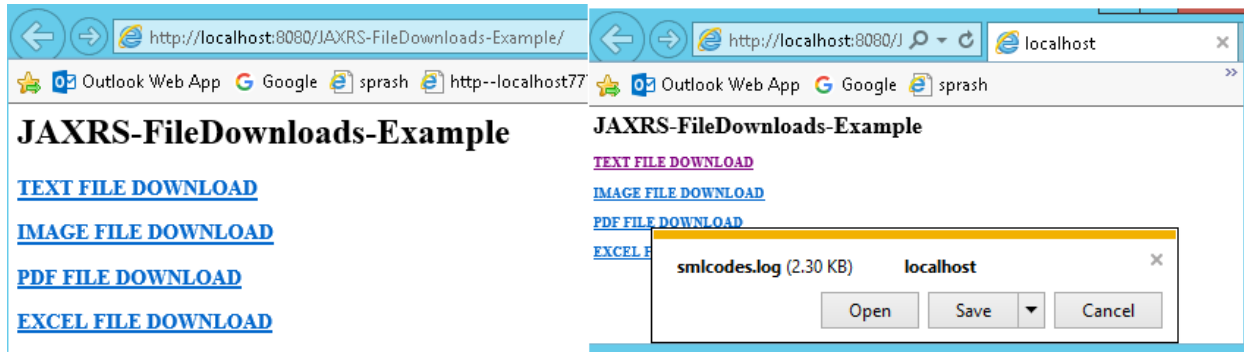 http://localhost:8080/JAXRS-FileDownloads-Example/
Outlook Web App Google sprash http--localhost77
JAXRS-FileDownloads-Example
TEXT FILE DOWNLOAD
IMAGE FILE DOWNLOAD
PDF FILE DOWNLOAD
EXCEL FILE DOWNLOAD
http://localhost:8080/J localhost
Outlook Web App Google sprash
JAXRS-FileDownloads-Example
TEXT FILE DOWNLOAD
IMAGE FILE DOWNLOAD
PDF FILE DOWNLOAD
EXCEL F
smlcodes.log (2.30 KB) localhost
Open Save Cancel